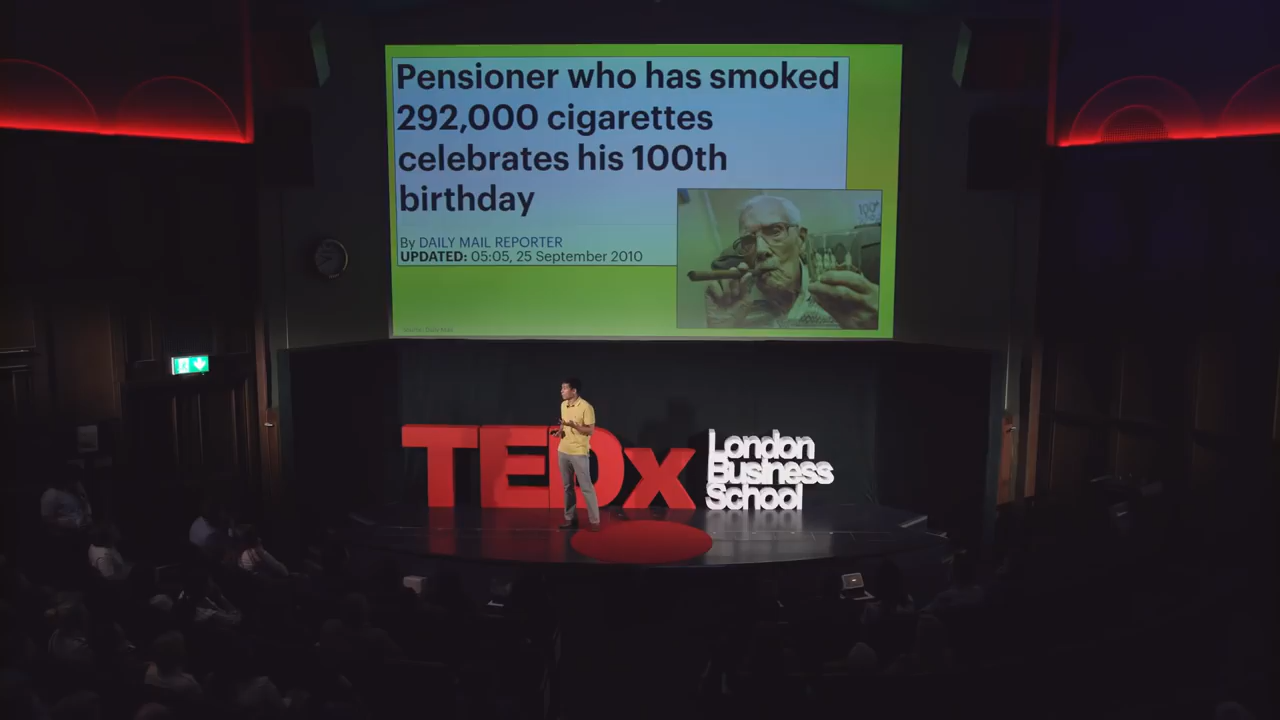 Pensioner who has smoked
292,000 cigarettes
celebrates his 100th
birthday
By DAILY MAIL REPORTER
UPDATED: 05:05, 25 September 2010
100th
TEDx
London
Business
School